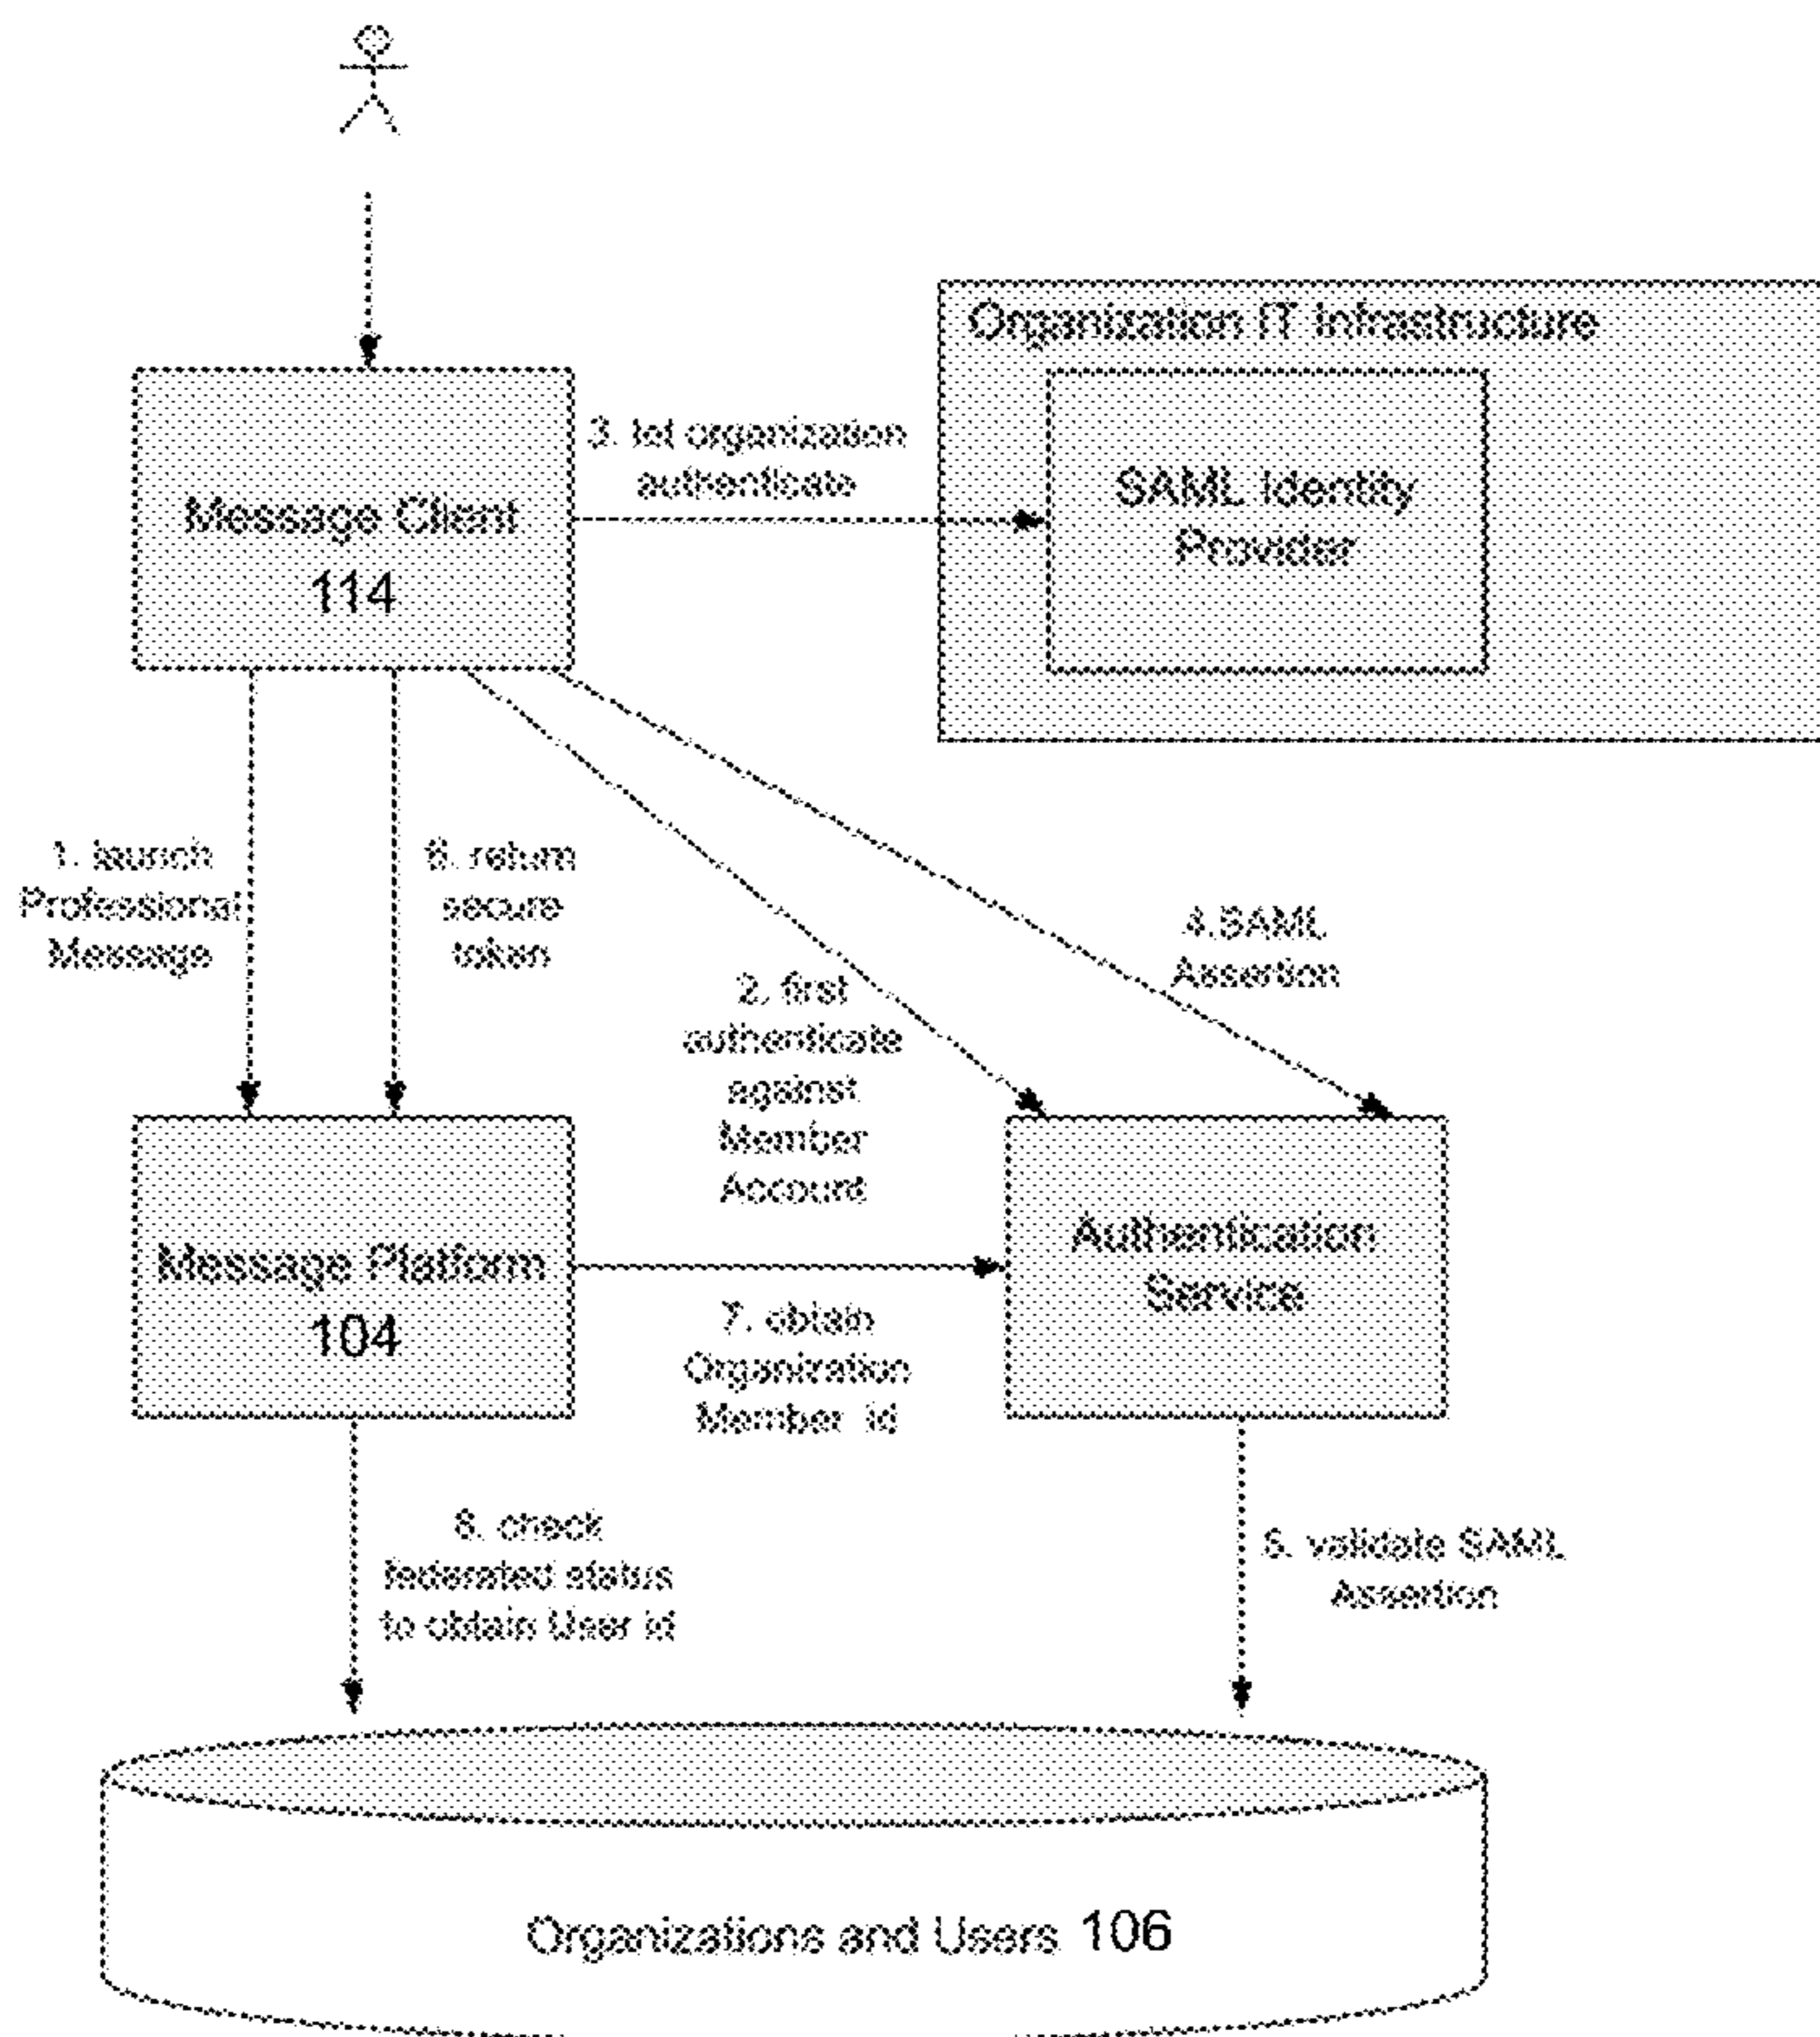 Organization IT Infrastructure
3. let organization
authenticate
SAML Identity
Provider
Message Client
114
1. launch
Professional
Message
6. return
secure
token
4.SAML
Assertion
2. first
authenticate
against
Member
Account
Message Platform
104
Authentication
Service
7. obtain
Organization
Member id
8. check
federated status
to obtain User id
5. validate SAML
Assertion
Organizations and Users 106